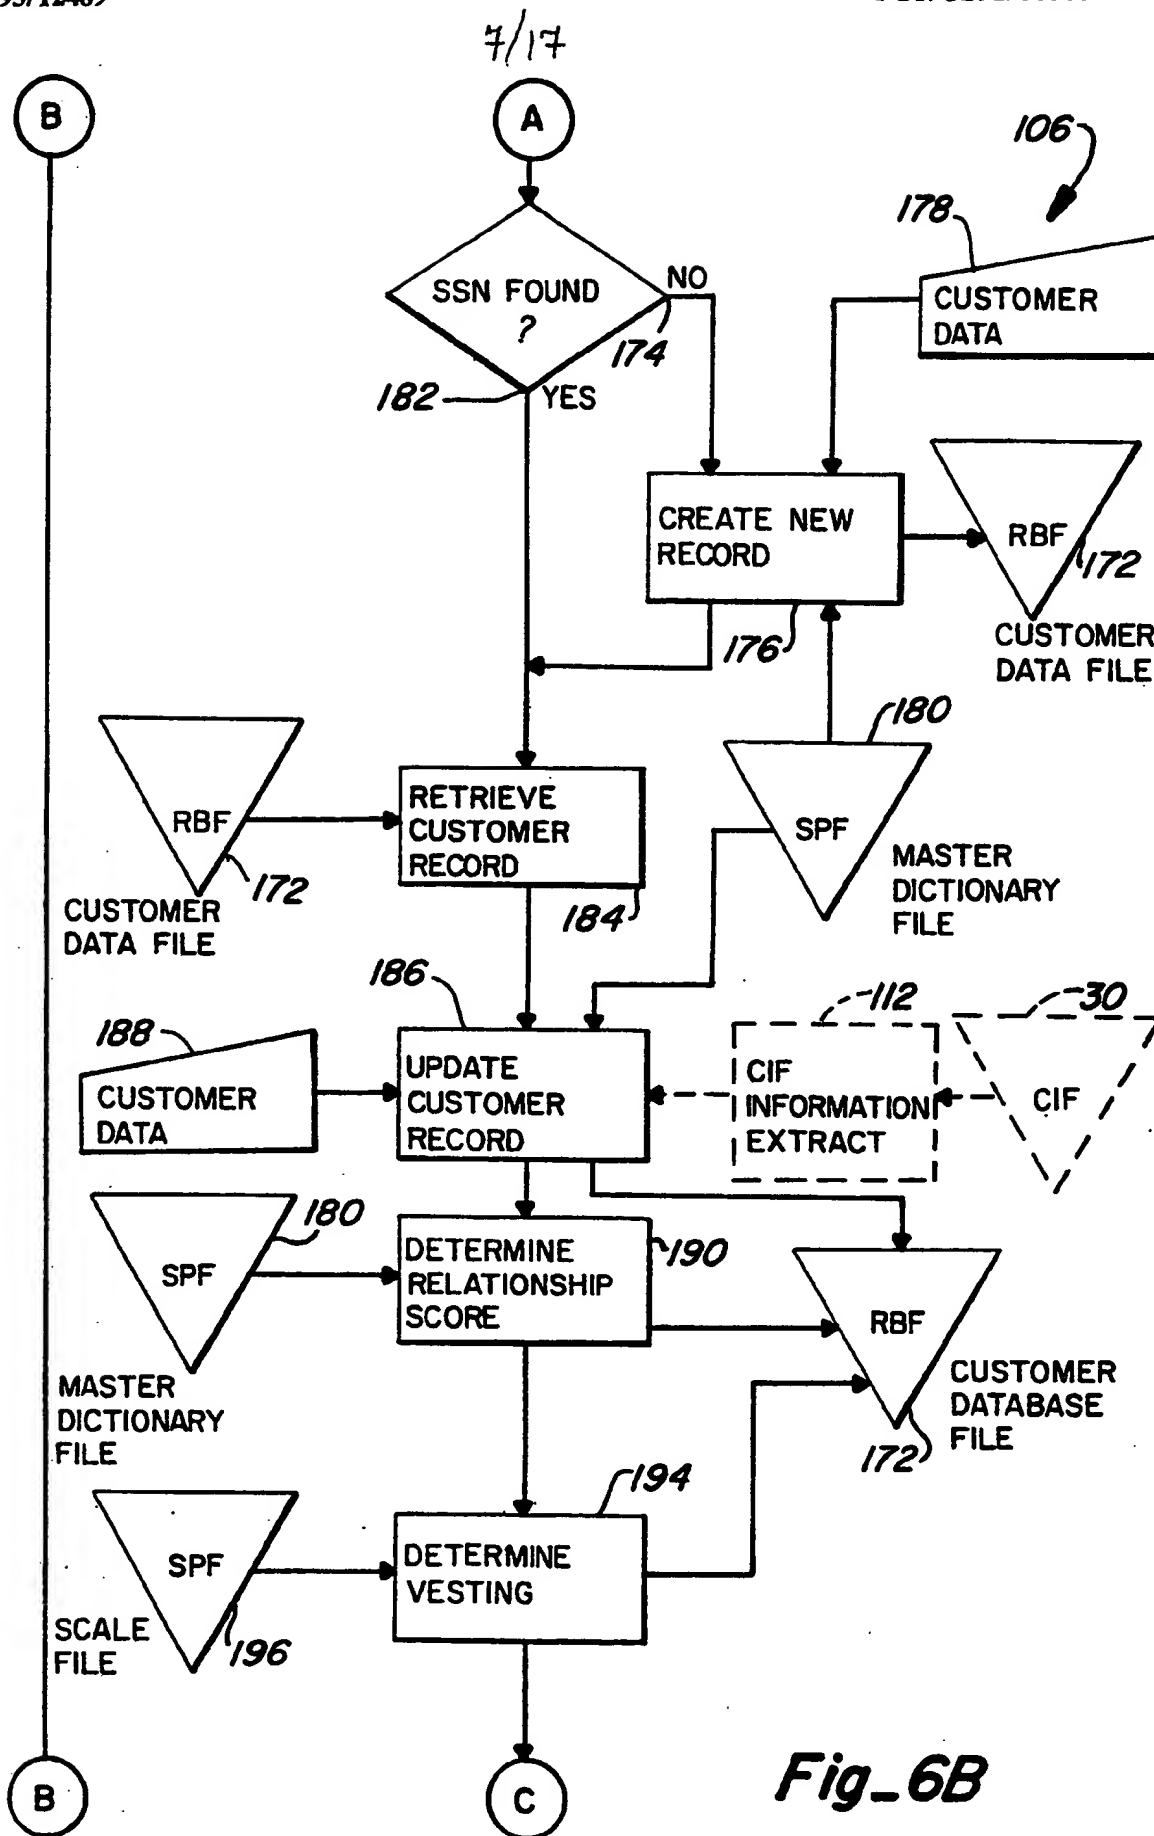 7/17
B
A
106
178
SSN FOUND
?
NO
174
CUSTOMER
DATA
182
YES
CREATE NEW
RECORD
RBF
172
176
CUSTOMER
DATA FILE
180
RBF
RETRIEVE
CUSTOMER
RECORD
SPF
172
184
MASTER
DICTIONARY
FILE
CUSTOMER
DATA FILE
186
112
30
188
CUSTOMER
DATA
UPDATE
CUSTOMER
RECORD
CIF
INFORMATION
EXTRACT
CIF
180
SPF
DETERMINE
RELATIONSHIP
SCORE
190
RBF
MASTER
DICTIONARY
FILE
CUSTOMER
DATABASE
FILE
172
194
SPF
DETERMINE
VESTING
SCALE
FILE
196
B
C
Fig_6B